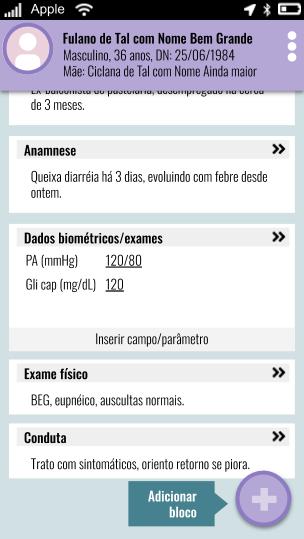 Apple
Fulano de Tal com Nome Bem Grande
Masculino, 36 anos, DN: 25/06/1984
Mãe: Ciclana de Tal com Nome Ainda maior
Ex-balconista de pastelaria, desempregado há cerca
de 3 meses.
Anamnese
Queixa diarréia há 3 dias, evoluindo com febre desde
ontem.
Dados biométricos/exames
PA (mmHg) 120/80
Gli cap (mg/dL) 120
Inserir campo/parâmetro
Exame físico
BEG, eupnéico, auscultas normais.
Conduta
Trato com sintomáticos, oriento retorno se piora.
Adicionar
bloco